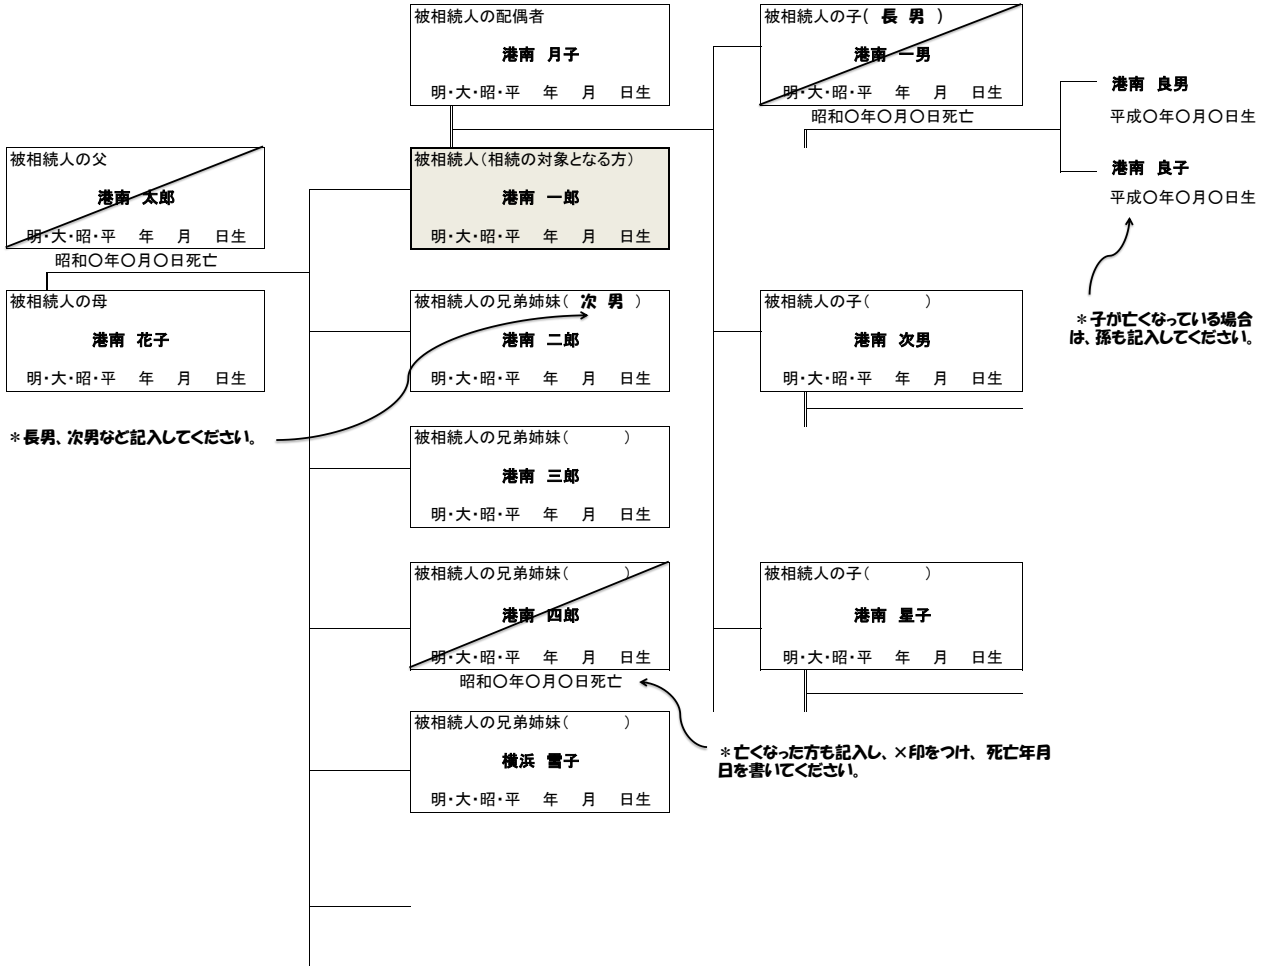 被相続人の配偶者
港南　月子
明・大・昭・平　年　月　日生
被相続人の子(　長　男　)
港南　一男
明・大・昭・平　年　月　日生
昭和〇年〇月〇日死亡
港南　良男
平成〇年〇月〇日生
港南　良子
平成〇年〇月〇日生
＊子が亡くなっている場合
は、孫も記入してください。
被相続人の父
港南　太郎
明・大・昭・平　年　月　日生
昭和〇年〇月〇日死亡
被相続人（相続の対象となる方）
港南　一郎
明・大・昭・平　年　月　日生
被相続人の母
港南　花子
明・大・昭・平　年　月　日生
被相続人の兄弟姉妹（　次　男　）
港南　二郎
明・大・昭・平　年　月　日生
被相続人の子（　　　）
港南　次男
明・大・昭・平　年　月　日生
＊長男、次男など記入してください。
被相続人の兄弟姉妹（　　　）
港南　三郎
明・大・昭・平　年　月　日生
被相続人の兄弟姉妹（　　　）
港南　四郎
明・大・昭・平　年　月　日生
昭和〇年〇月〇日死亡
被相続人の子（　　　）
港南　星子
明・大・昭・平　年　月　日生
被相続人の兄弟姉妹（　　　）
横浜　雪子
明・大・昭・平　年　月　日生
＊亡くなった方も記入し、×印をつけ、死亡年月
日を書いてください。